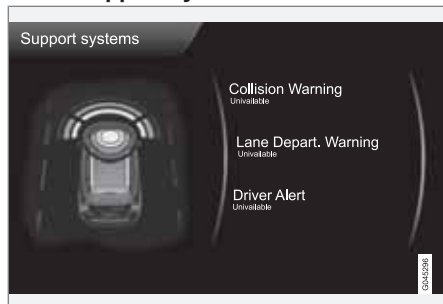 Support systems
Collision Warning
Univailable
Lane Depart. Warning
Univailable
Driver Alert
Univailable
G045296